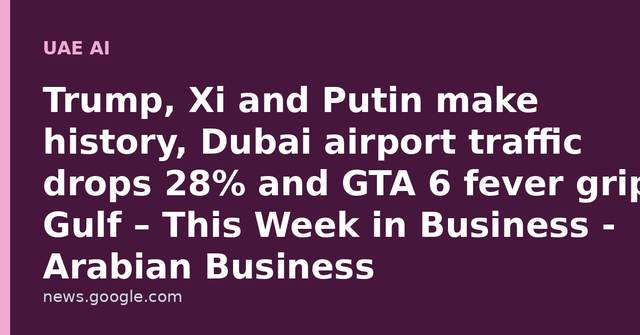 UAE AI
Trump, Xi and Putin make
history, Dubai airport traffic
drops 28% and GTA 6 fever grip
Gulf – This Week in Business -
Arabian Business
news.google.com